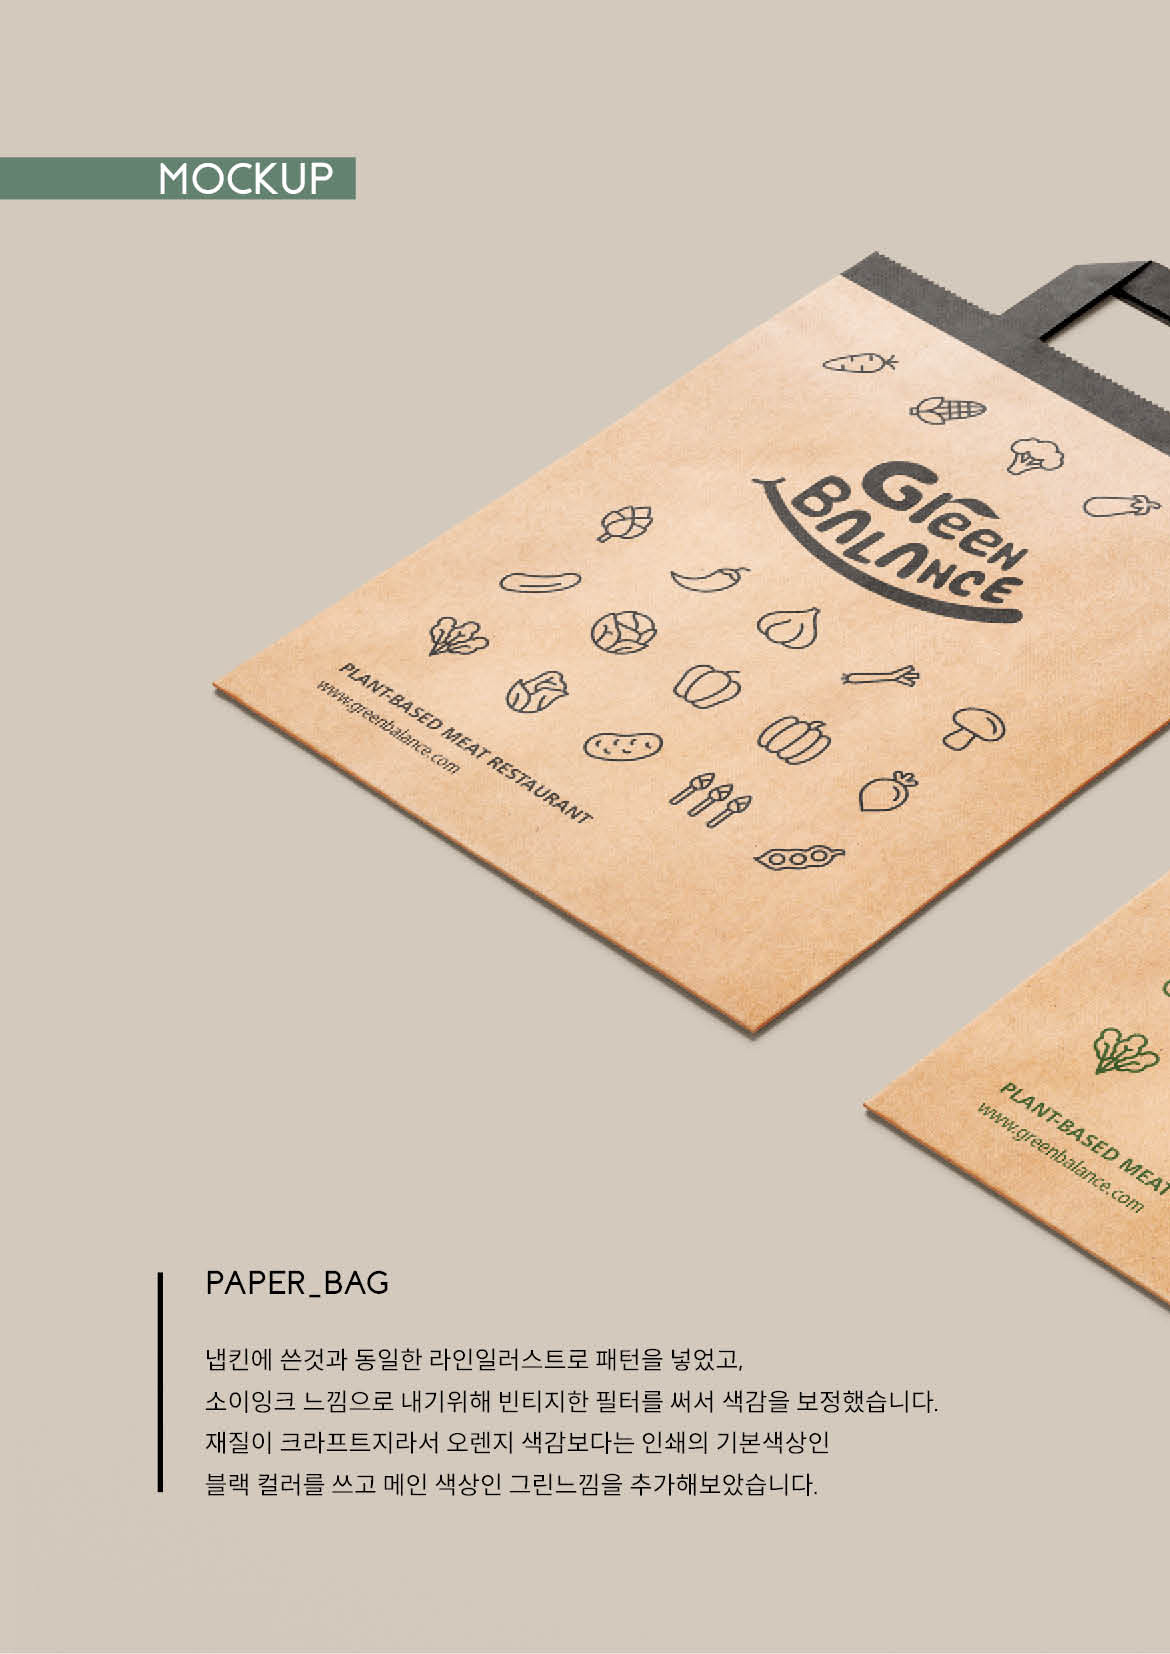 MOCKUP
Green
BALANCE
PLANT-BASED MEAT RESTAURANT
www.greenbalance.com
PLANT-BASED MEAT
www.greenbalance.com
PAPER_BAG
냅킨에 쓴것과 동일한 라인일러스트로 패턴을 넣었고,
소이잉크 느낌으로 내기위해 빈티지한 필터를 써서 색감을 보정했습니다.
재질이 크라프트지라서 오렌지 색감보다는 인쇄의 기본색상인
블랙 컬러를 쓰고 메인 색상인 그린느낌을 추가해보았습니다.